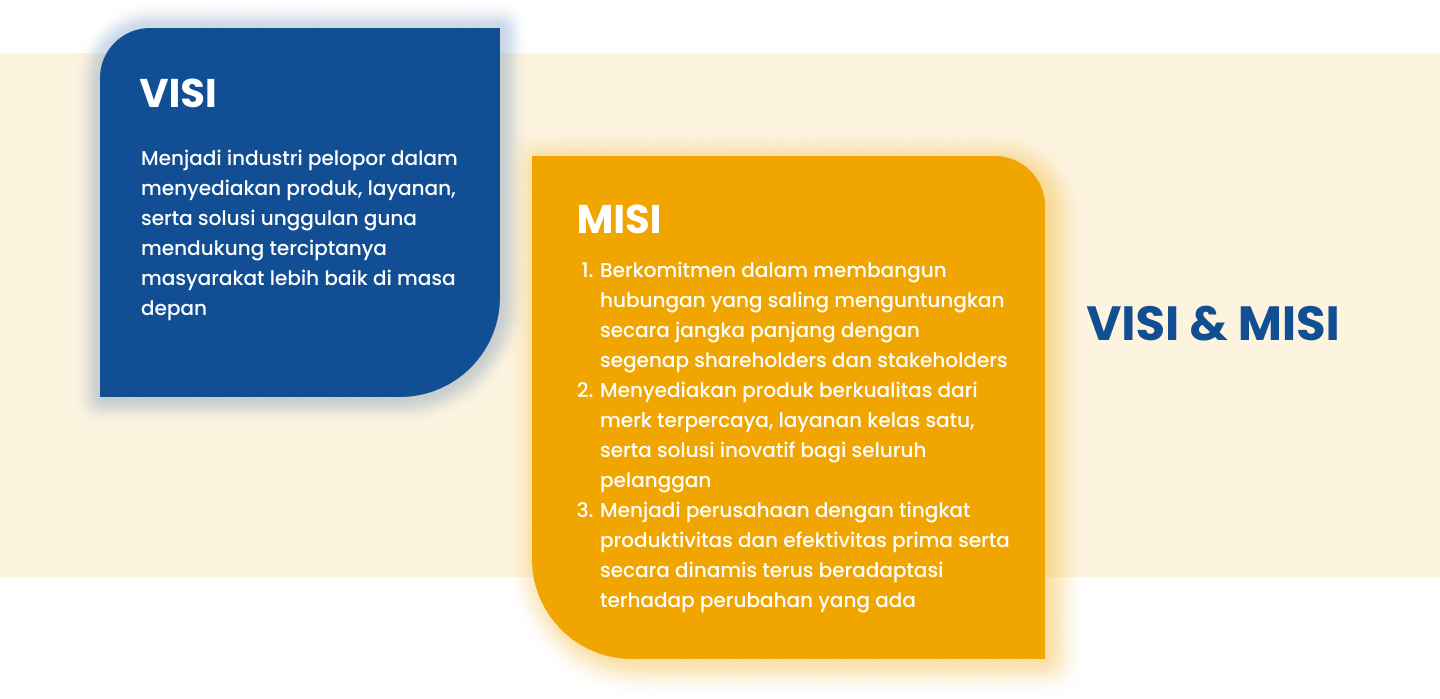 VISI
Menjadi industri pelopor dalam
menyediakan produk, layanan,
serta solusi unggulan guna
mendukung terciptanya
masyarakat lebih baik di masa
depan
MISI
1. Berkomitmen dalam membangun
hubungan yang saling menguntungkan
secara jangka panjang dengan
segenap shareholders dan stakeholders
2. Menyediakan produk berkualitas dari
merk terpercaya, layanan kelas satu,
serta solusi inovatif bagi seluruh
pelanggan
3. Menjadi perusahaan dengan tingkat
produktivitas dan efektivitas prima serta
secara dinamis terus beradaptasi
terhadap perubahan yang ada
VISI & MISI